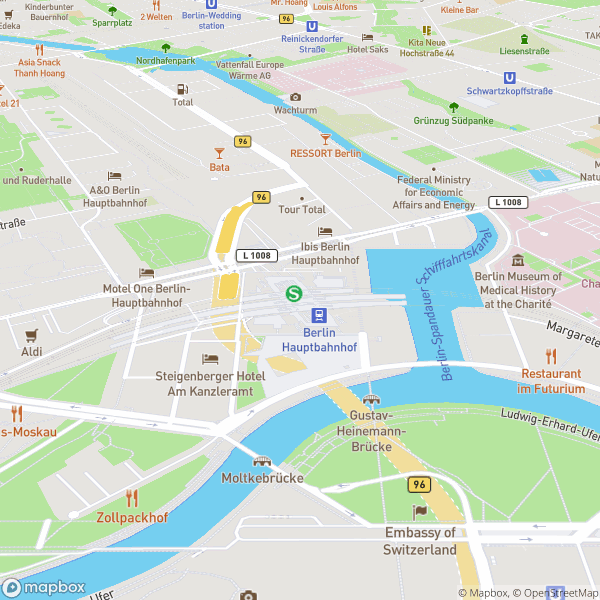 Kinderbunter
Bauernhof
Sparrplatz
2 Welten
Berlin-Wedding
station
Mr. Hoang
Louis Alfons
96
Reinickendorfer
Straße
Hotel Saks
Kita Neue
Hochstraße 44
Kleine Bar
Liesenstraße
TAK
Edeka
Asia Snack
Thanh Hoang
Nordhafenpark
Vattenfall Europe
Wärme AG
Schwartzkopffstraße
Total
Wachturm
Grünzug Südpanke
tel 21
96
RESSORT Berlin
Bata
und Ruderhalle
A&O Berlin
Hauptbahnhof
96
Tour Total
Federal Ministry
for Economic
Affairs and Energy
L 1008
straße
Ibis Berlin
Hauptbahnhof
L 1008
Berlin-Spandauer Schifffahrtskanal
Motel One Berlin-
Hauptbahnhof
S
Berlin
Hauptbahnhof
Berlin Museum of
Medical History
at the Charité
Cha
Margarete
Aldi
Steigenberger Hotel
Am Kanzleramt
Restaurant
im Futurium
s-Moskau
Gustav-
Heinemann-
Brücke
Ludwig-Erhard-Ufer
Moltkebrücke
96
Zollpackhof
Embassy of
Switzerland
Ufer
mapbox
© Mapbox, © OpenStreetMap